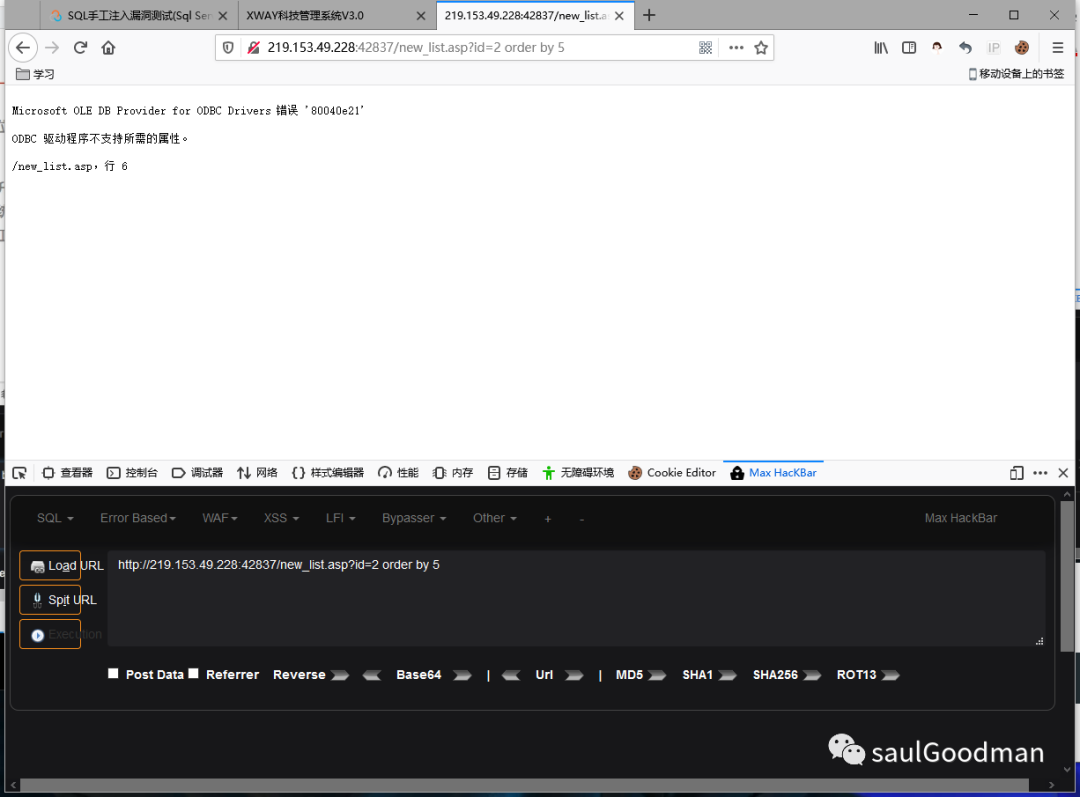 SQL手工注入漏洞测试(Sql Ser
XWAY科技管理系统V3.0
219.153.49.228:42837/new_list.a
219.153.49.228:42837/new_list.asp?id=2 order by 5
IP
学习
移动设备上的书签
Microsoft OLE DB Provider for ODBC Drivers 错误 '80040e21'
ODBC 驱动程序不支持所需的属性。
/new_list.asp，行 6
查看器 控制台 调试器 网络 样式编辑器 性能 内存 存储 无障碍环境 Cookie Editor Max HacKBar
SQL Error Based WAF XSS LFI Bypasser Other + - Max HackBar
Load URL
http://219.153.49.228:42837/new_list.asp?id=2 order by 5
Spit URL
Execution
Post Data Referrer Reverse Base64 | Url | MD5 SHA1 SHA256 ROT13
saulGoodman